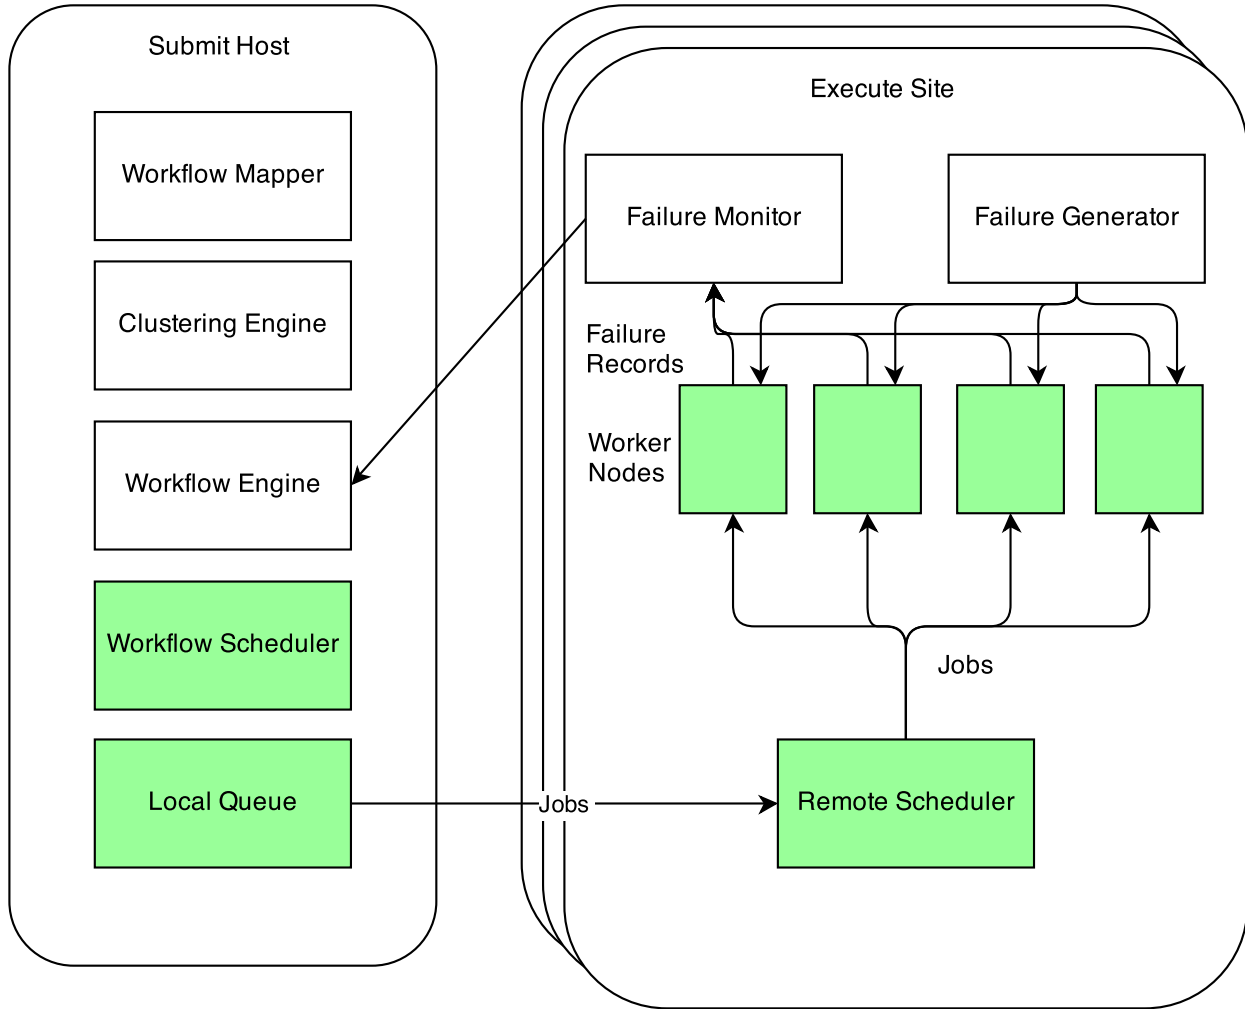 Submit Host
Workflow Mapper
Clustering Engine
Workflow Engine
Workflow Scheduler
Local Queue
Jobs
Execute Site
Failure Monitor
Failure Generator
Failure
Records
Worker
Nodes
Jobs
Remote Scheduler